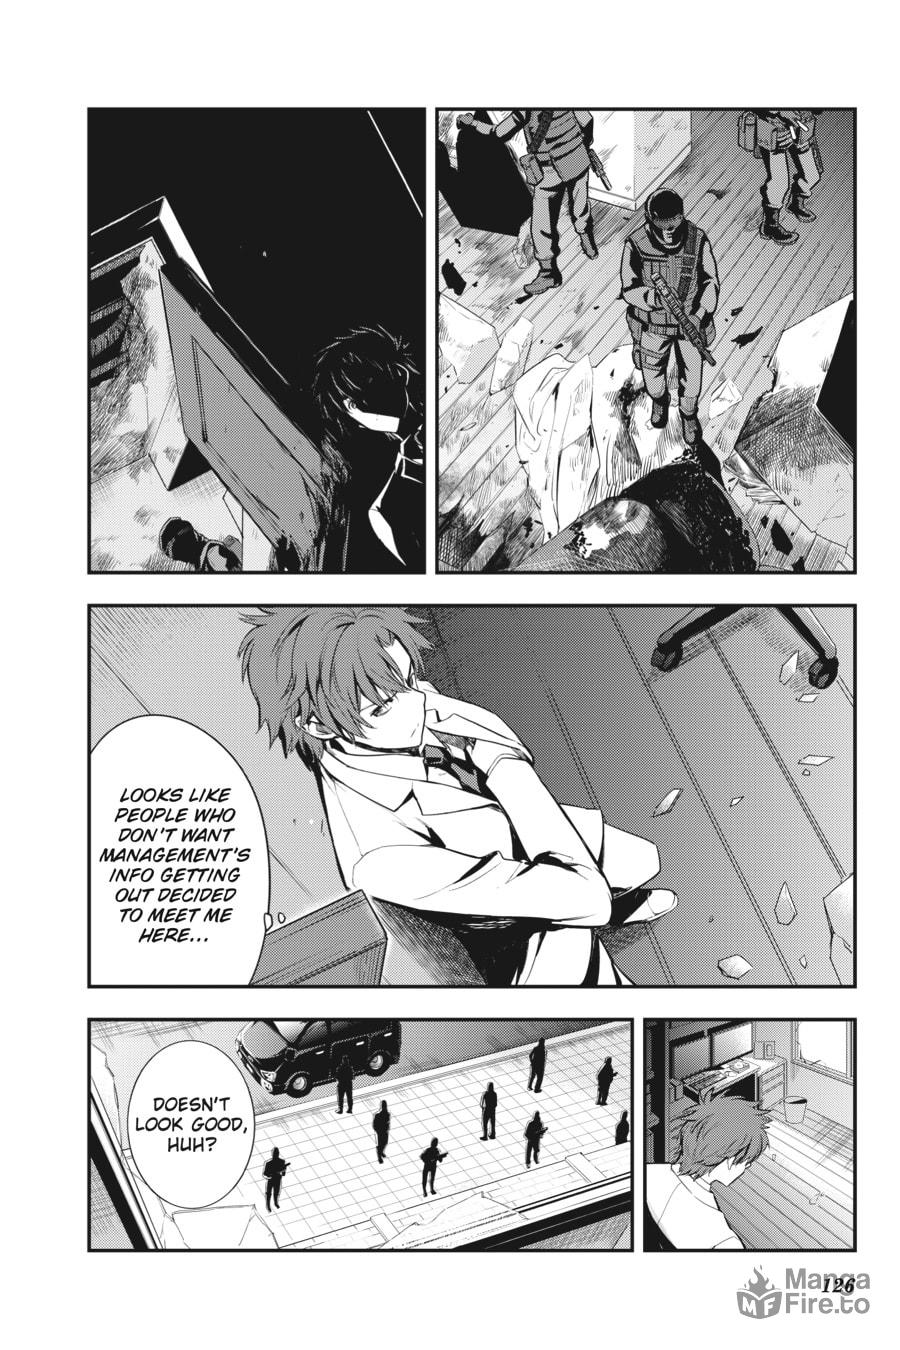 LOOKS LIKE
PEOPLE WHO
DON'T WANT
MANAGEMENT'S
INFO GETTING
OUT DECIDED
TO MEET ME
HERE...
DOESN'T
LOOK GOOD,
HUH?
126
MF
Manga
Fire.to